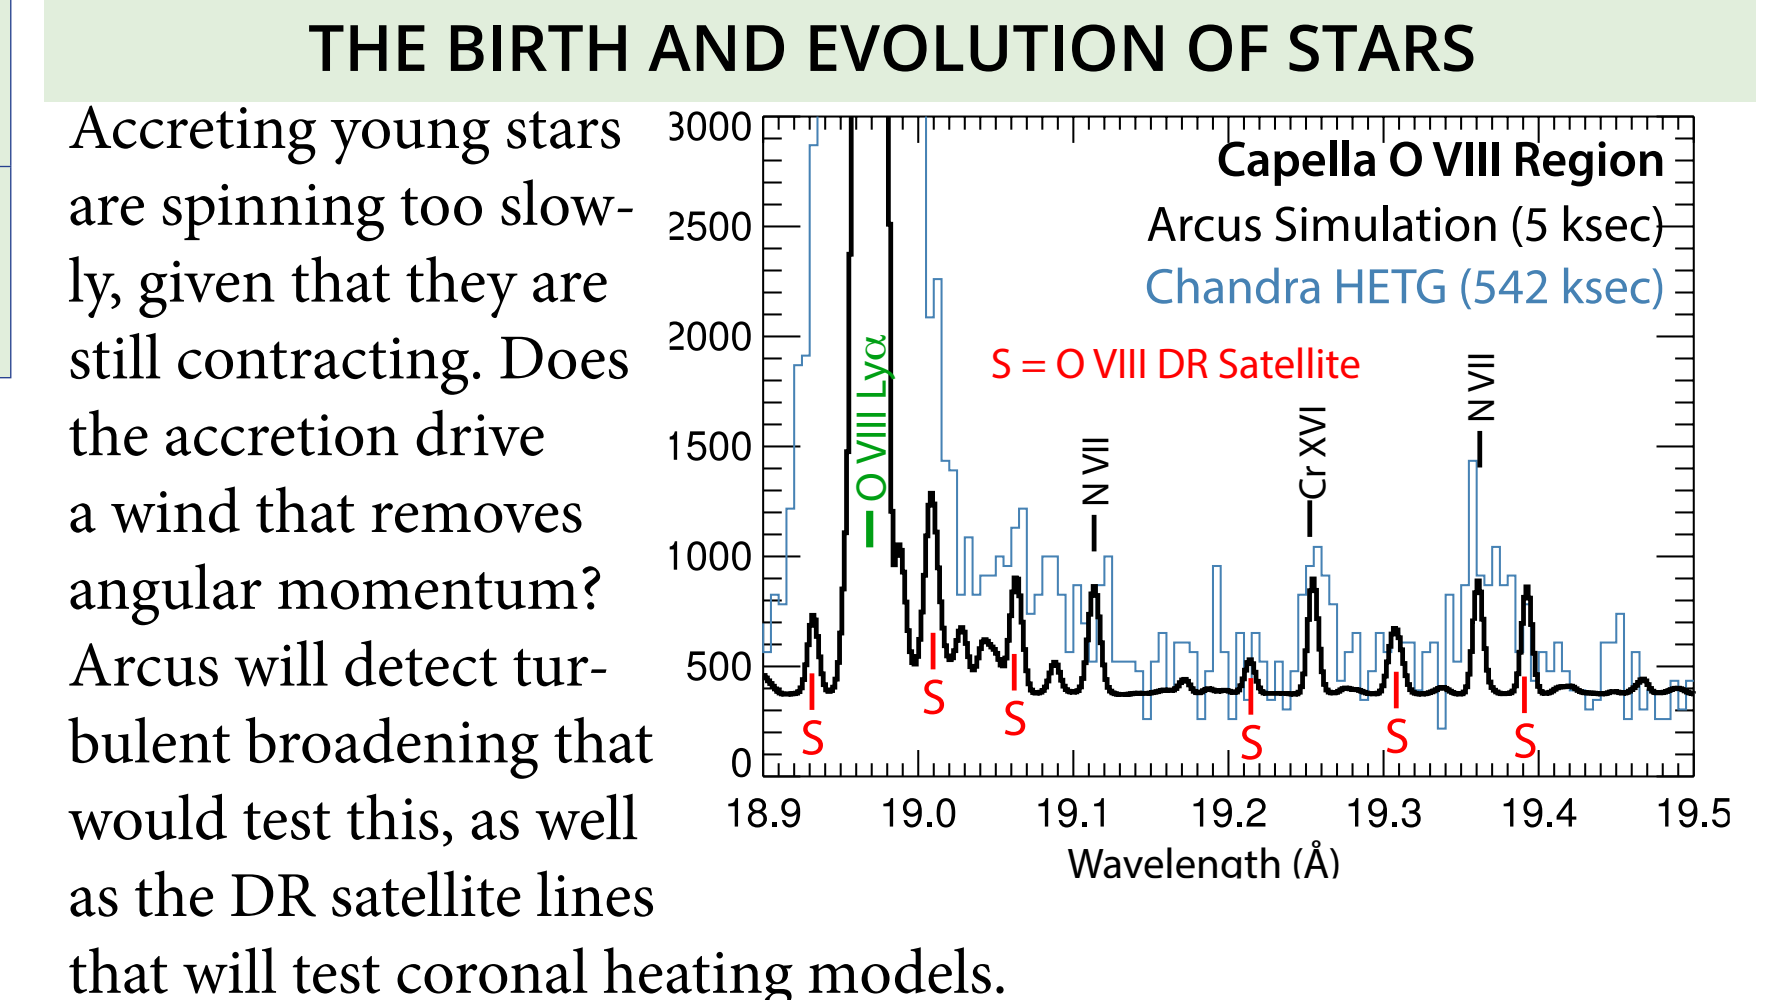 THE BIRTH AND EVOLUTION OF STARS
Accreting young stars
are spinning too slow-
ly, given that they are
still contracting. Does
the accretion drive
a wind that removes
angular momentum?
Arcus will detect tur-
bulent broadening that
would test this, as well
as the DR satellite lines
that will test coronal heating models.
3000
2500
2000
1500
1000
500
0
Capella O VIII Region
Arcus Simulation (5 ksec)
Chandra HETG (542 ksec)
S = O VIII DR Satellite
O VIII Lyα
N VII
Cr XVI
N VII
S
S
S
S
S
S
18.9 19.0 19.1 19.2 19.3 19.4 19.5
Wavelength (Å)